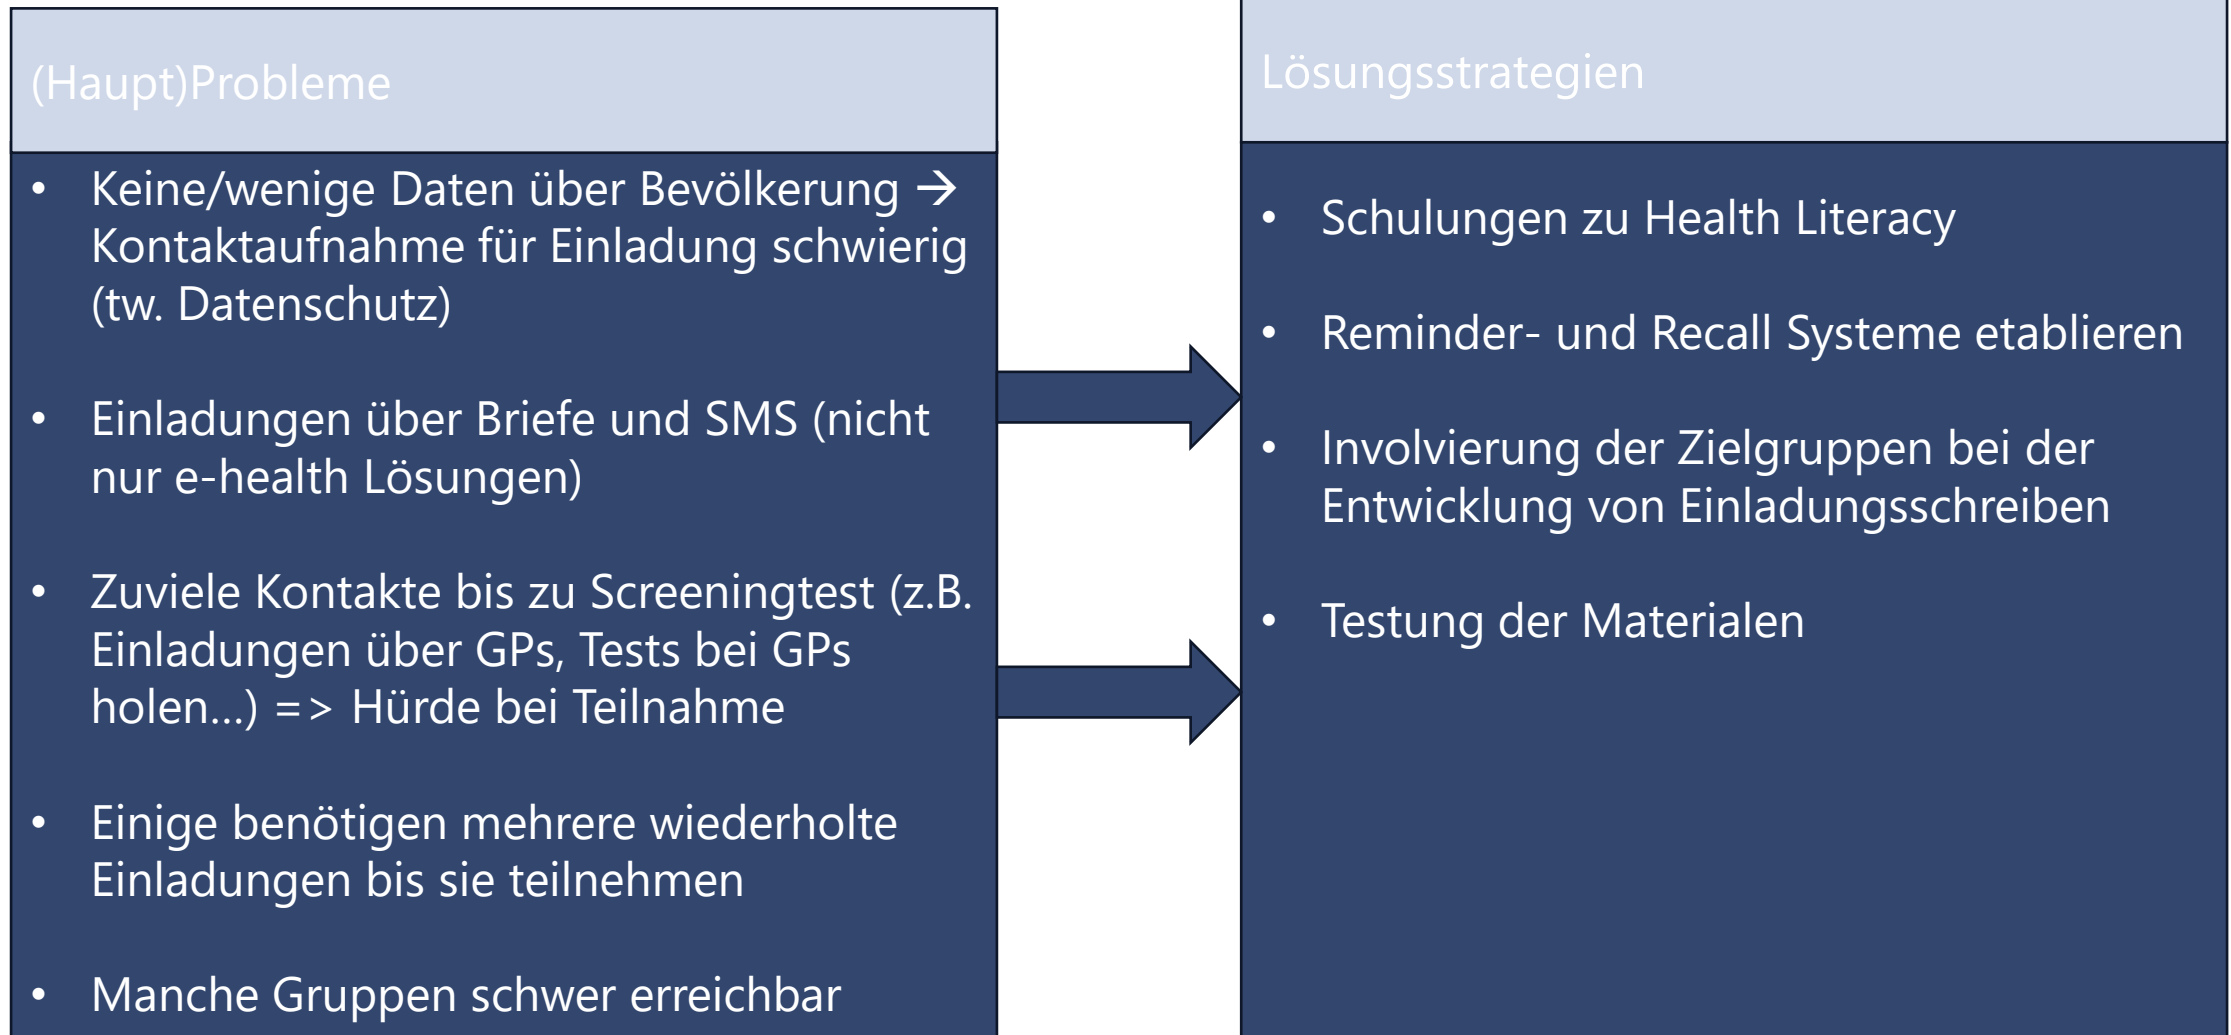 (Haupt)Probleme
• Keine/wenige Daten über Bevölkerung →
Kontaktaufnahme für Einladung schwierig
(tw. Datenschutz)
• Einladungen über Briefe und SMS (nicht
nur e-health Lösungen)
• Zuviele Kontakte bis zu Screeningtest (z.B.
Einladungen über GPs, Tests bei GPs
holen…) => Hürde bei Teilnahme
• Einige benötigen mehrere wiederholte
Einladungen bis sie teilnehmen
• Manche Gruppen schwer erreichbar
Lösungsstrategien
• Schulungen zu Health Literacy
• Reminder- und Recall Systeme etablieren
• Involvierung der Zielgruppen bei der
Entwicklung von Einladungsschreiben
• Testung der Materialen